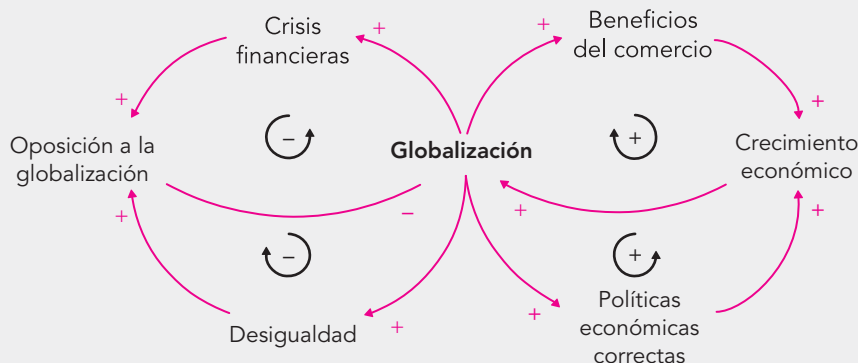 Crisis
financieras
Beneficios
del comercio
+
+
+
+
Oposición a la
globalización
−
Globalización
+
Crecimiento
económico
+
−
+
+
−
+
Desigualdad
+
+
Políticas
económicas
correctas